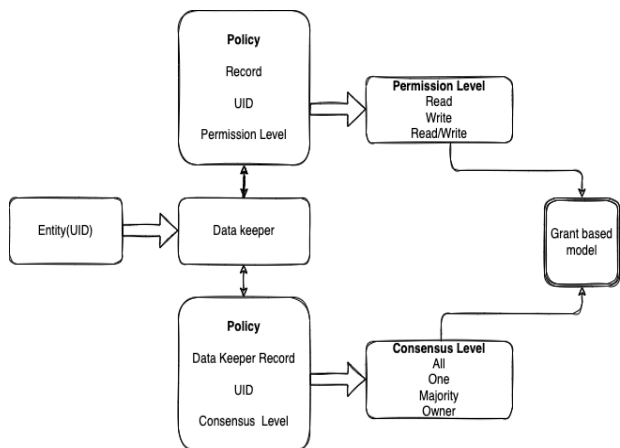 Policy
Record
UID
Permission Level
Permission Level
Read
Write
Read/Write
Entity(UID)
Data keeper
Grant based
model
Policy
Data Keeper Record
UID
Consensus Level
Consensus Level
All
One
Majority
Owner